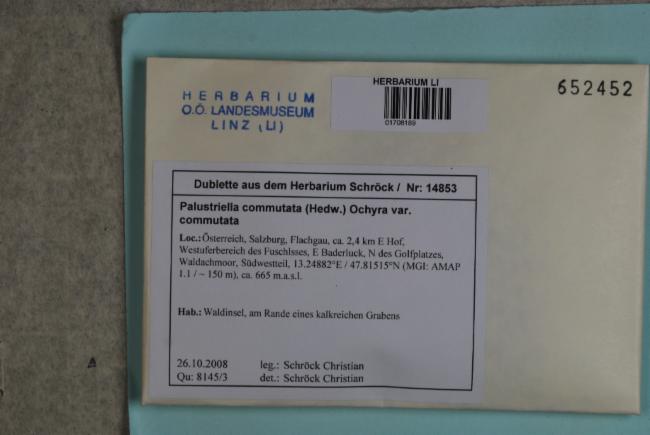 HERBARIUM
O.Ö. LANDESMUSEUM
LINZ (LI)
HERBARIUM LI
01708189
652452
Dublette aus dem Herbarium Schröck / Nr: 14853
Palustriella commutata (Hedw.) Ochyra var.
commutata
Loc.:Österreich, Salzburg, Flachgau, ca. 2,4 km E Hof,
Westuferbereich des Fuschlsses, E Baderluck, N des Golfplatzes,
Waldachmoor, Südwestteil, 13.24882°E / 47.81515°N (MGI: AMAP
1.1 / ~ 150 m), ca. 665 m.a.s.l.
Hab.: Waldinsel, am Rande eines kalkreichen Grabens
26.10.2008 leg.: Schröck Christian
Qu: 8145/3 det.: Schröck Christian